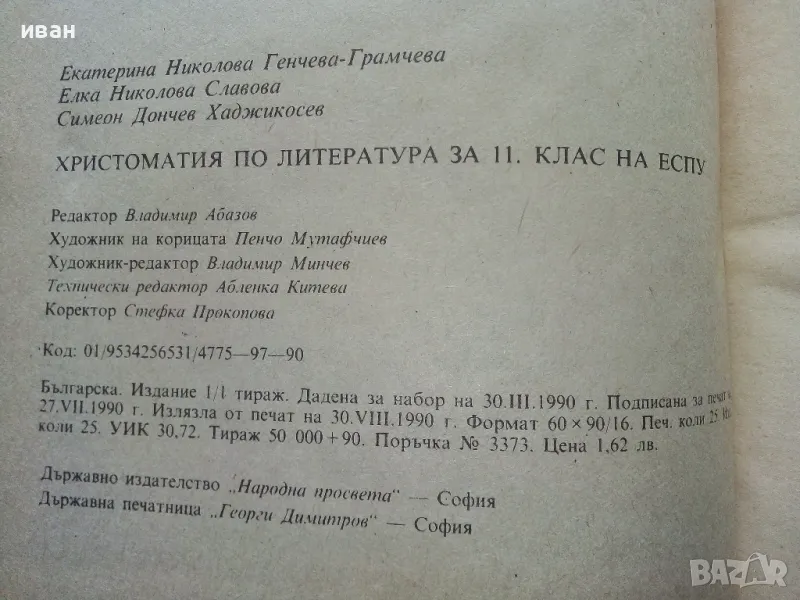 иван
Екатерина Николова Генчева-Грамчева
Елка Николова Славова
Симеон Дончев Хаджикосев
ХРИСТОМАТИЯ ПО ЛИТЕРАТУРА ЗА 11. КЛАС НА ЕСПУ
Редактор Владимир Абазов
Художник на корицата Пенчо Мутафчиев
Художник-редактор Владимир Минчев
Технически редактор Абленка Китева
Коректор Стефка Прокопова
Код: 01/9534256531/4775—97—90
Българска. Издание 1/1 тираж. Дадена за набор на 30.III.1990 г. Подписана за печат
27.VII.1990 г. Излязла от печат на 30.VIII.1990 г. Формат 60×90/16. Печ. коли 25
коли 25. УИК 30,72. Тираж 50 000+90. Поръчка № 3373. Цена 1,62 лв.
Държавно издателство „Народна просвета“ — София
Държавна печатница „Георги Димитров“ — София
BAZAR